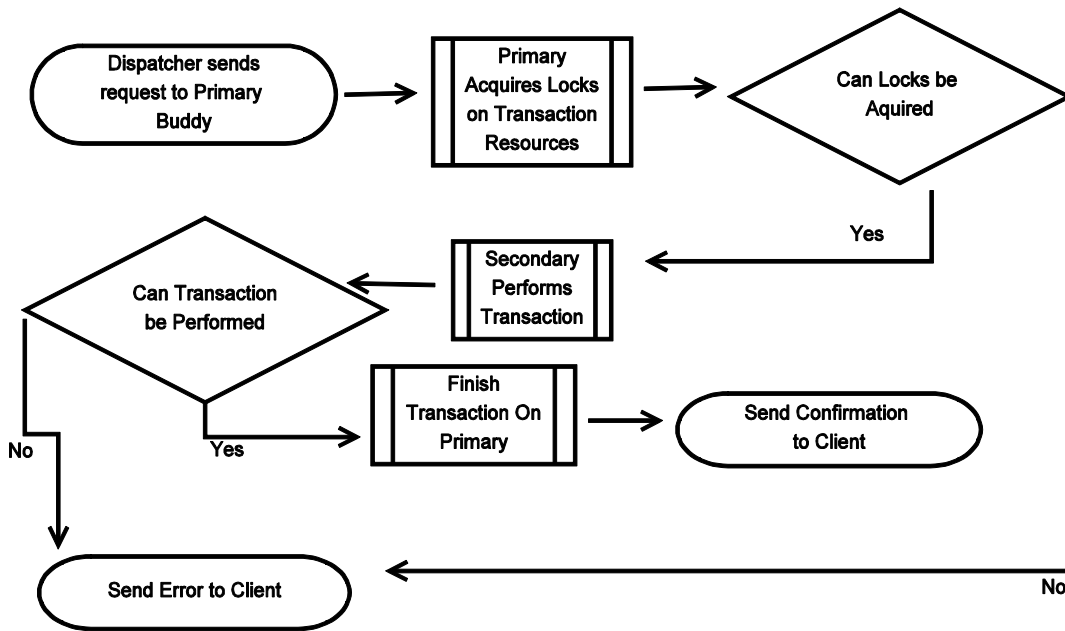 Dispatcher sends
request to Primary
Buddy
Primary
Acquires Locks
on Transaction
Resources
Can Locks be
Aquired
Yes
Secondary
Performs
Transaction
Can Transaction
be Performed
No
Yes
Finish
Transaction On
Primary
Send Confirmation
to Client
Send Error to Client
No